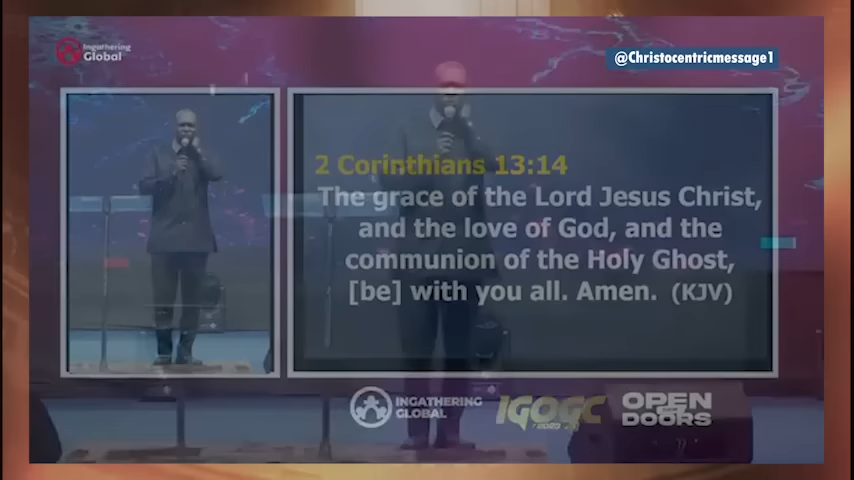 Ingathering
Global
@Christocentricmessage1
2 Corinthians 13:14
The grace of the Lord Jesus Christ,
and the love of God, and the
communion of the Holy Ghost,
[be] with you all. Amen. (KJV)
INGATHERING
GLOBAL
IGOGC
2023
OPEN
DOORS